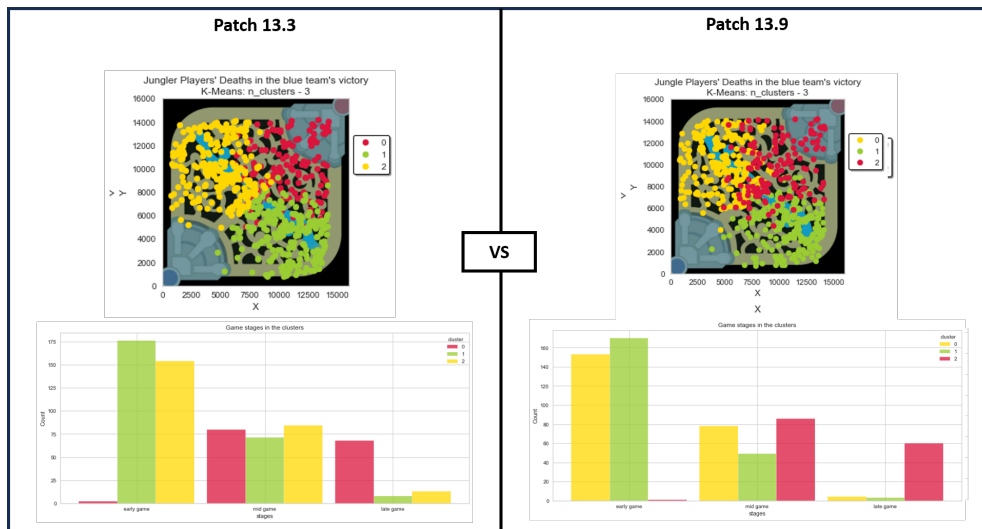 Patch 13.3
Jungler Players' Deaths in the blue team's victory
K-Means: n_clusters - 3
16000
14000
12000
10000
8000
6000
4000
2000
0
Y
Y
0 2500 5000 7500 10000 12500 15000
X
0
1
2
Game stages in the clusters
175
150
125
100
75
50
25
0
Count
early game mid game late game
stages
cluster
0
1
2
VS
Patch 13.9
Jungle Players' Deaths in the blue team's victory
K-Means: n_clusters - 3
16000
14000
12000
10000
8000
6000
4000
2000
0
Y
Y
0 2500 5000 7500 10000 12500 15000
X
X
0
1
2
Game stages in the clusters
160
140
120
100
80
60
40
20
0
Count
early game mid game late game
stages
cluster
0
1
2